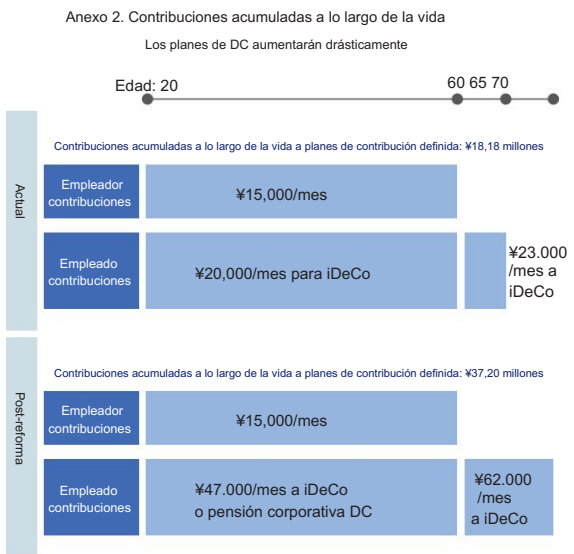 Anexo 2. Contribuciones acumuladas a lo largo de la vida
Los planes de DC aumentarán drásticamente
Edad: 20
60 65 70
Actual
Contribuciones acumuladas a lo largo de la vida a planes de contribución definida: ¥18,18 millones
Empleador
contribuciones
¥15,000/mes
Empleado
contribuciones
¥20,000/mes para iDeCo
¥23.000
/mes a
iDeCo
Post-reforma
Contribuciones acumuladas a lo largo de la vida a planes de contribución definida: ¥37,20 millones
Empleador
contribuciones
¥15,000/mes
Empleado
contribuciones
¥47.000/mes a iDeCo
o pensión corporativa DC
¥62.000
/mes
a iDeCo